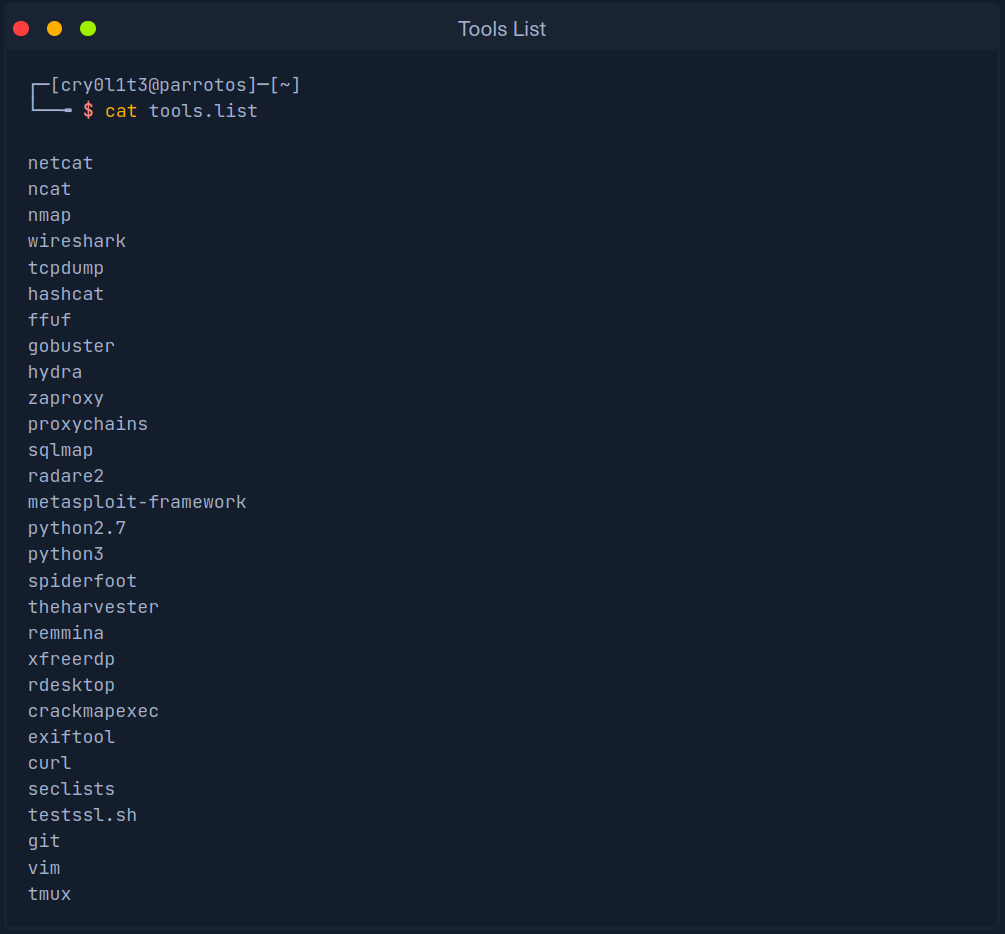 Tools List
┌─[cry0l1t3@parrotos]─[~]
└──╼ $ cat tools.list
netcat
ncat
nmap
wireshark
tcpdump
hashcat
ffuf
gobuster
hydra
zaproxy
proxychains
sqlmap
radare2
metasploit-framework
python2.7
python3
spiderfoot
theharvester
remmina
xfreerdp
rdesktop
crackmapexec
exiftool
curl
seclists
testssl.sh
git
vim
tmux